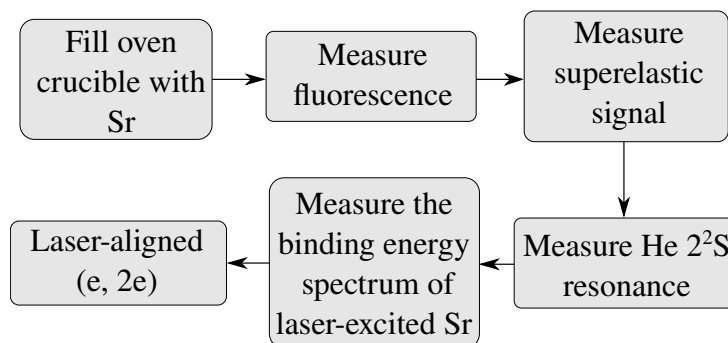 Fill oven
crucible with
Sr
Measure
fluorescence
Measure
superelastic
signal
Measure He 2²S
resonance
Measure the
binding energy
spectrum of
laser-excited Sr
Laser-aligned
(e, 2e)